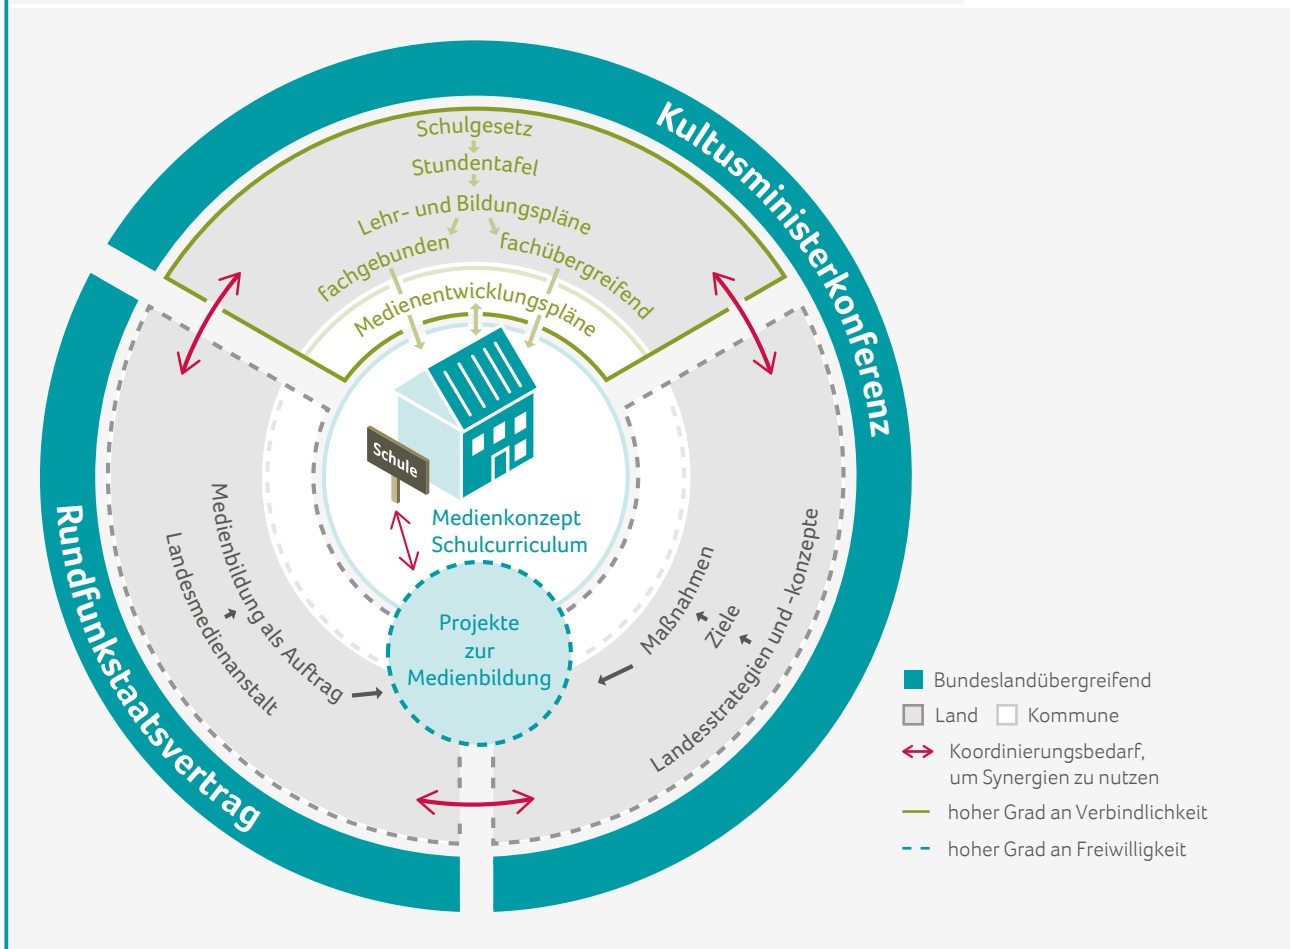 Kultusministerkonferenz
Schulgesetz
Stundentafel
Lehr- und Bildungspläne
fachgebunden
fachübergreifend
Medienentwicklungspläne
Schule
Medienkonzept
Schulcurriculum
Projekte
zur
Medienbildung
Rundfunkstaatsvertrag
Landesmedienanstalt
Medienbildung als Auftrag
Maßnahmen
Ziele
Landesstrategien und -konzepte
Bundeslandübergreifend
Land
Kommune
Koordinierungsbedarf,
um Synergien zu nutzen
hoher Grad an Verbindlichkeit
hoher Grad an Freiwilligkeit